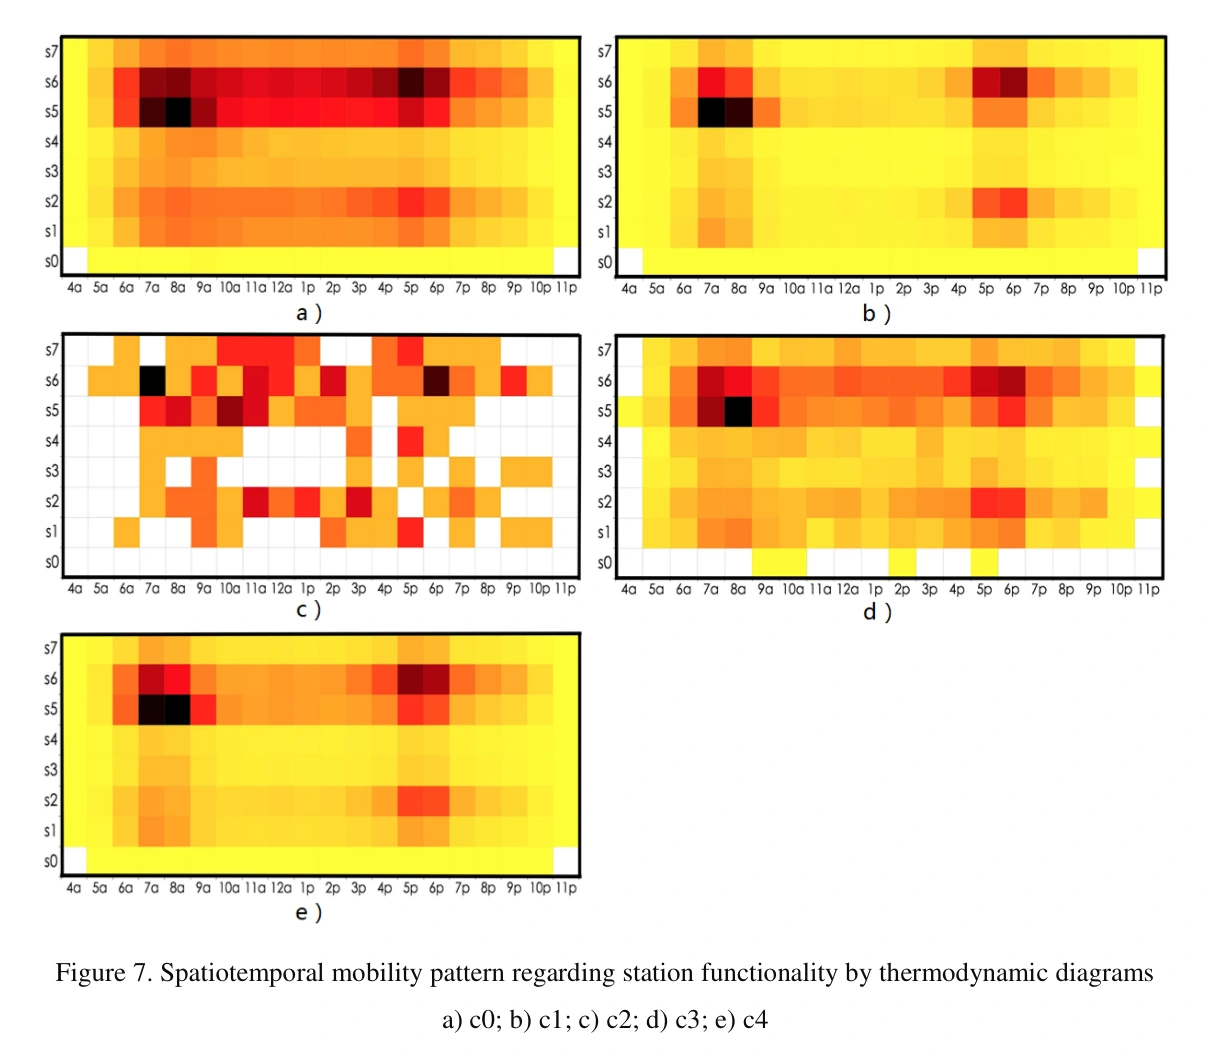 s7
s6
s5
s4
s3
s2
s1
s0
4a 5a 6a 7a 8a 9a 10a 11a 12a 1p 2p 3p 4p 5p 6p 7p 8p 9p 10p 11p
a )
s7
s6
s5
s4
s3
s2
s1
s0
4a 5a 6a 7a 8a 9a 10a 11a 12a 1p 2p 3p 4p 5p 6p 7p 8p 9p 10p 11p
b )
s7
s6
s5
s4
s3
s2
s1
s0
4a 5a 6a 7a 8a 9a 10a 11a 12a 1p 2p 3p 4p 5p 6p 7p 8p 9p 10p 11p
c )
s7
s6
s5
s4
s3
s2
s1
s0
4a 5a 6a 7a 8a 9a 10a 11a 12a 1p 2p 3p 4p 5p 6p 7p 8p 9p 10p 11p
d )
s7
s6
s5
s4
s3
s2
s1
s0
4a 5a 6a 7a 8a 9a 10a 11a 12a 1p 2p 3p 4p 5p 6p 7p 8p 9p 10p 11p
e )
Figure 7. Spatiotemporal mobility pattern regarding station functionality by thermodynamic diagrams
a) c0; b) c1; c) c2; d) c3; e) c4